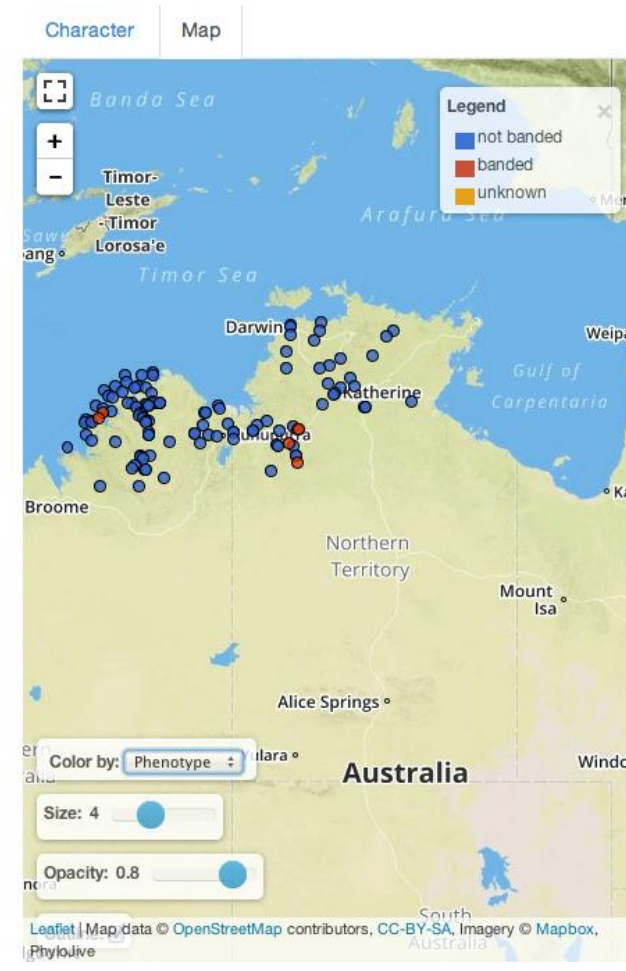 Character Map
Banda Sea
+
−
Legend
×
not banded
banded
unknown
Timor-
Leste
- Timor
Lorosa'e
Arafura Sea
Timor Sea
Darwin
Gulf of
Carpentaria
Katherine
Broome
Northern
Territory
Mount
Isa
Alice Springs
Color by: Phenotype
Australia
Size: 4
Opacity: 0.8
South
Australia
Outline:
Leaflet | Map data © OpenStreetMap contributors, CC-BY-SA, Imagery © Mapbox,
PhyloJive